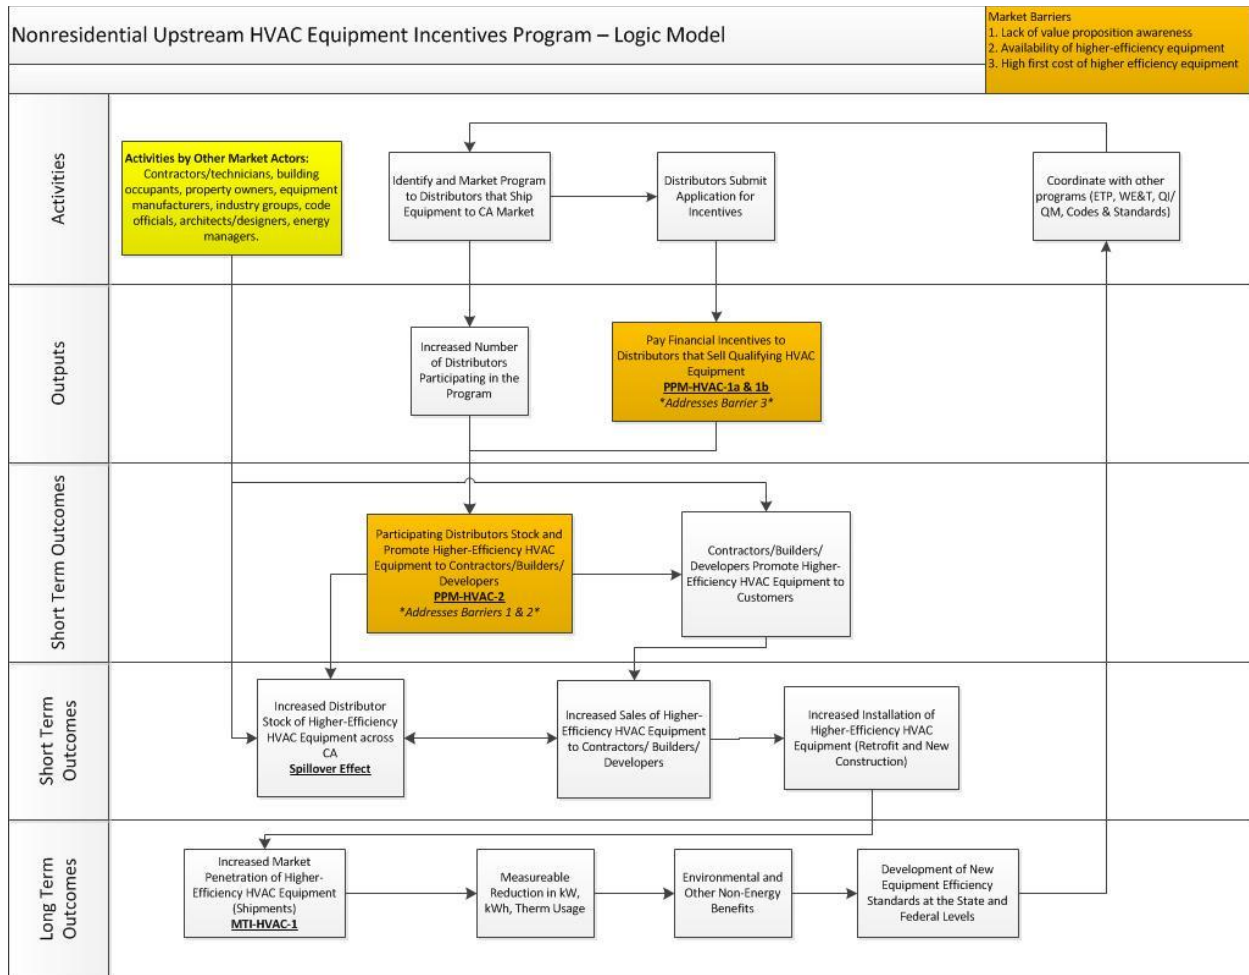 Nonresidential Upstream HVAC Equipment Incentives Program – Logic Model
Market Barriers
1. Lack of value proposition awareness
2. Availability of higher-efficiency equipment
3. High first cost of higher efficiency equipment
Activities
Activities by Other Market Actors:
Contractors/technicians, building
occupants, property owners, equipment
manufacturers, industry groups, code
officials, architects/designers, energy
managers.
Identify and Market Program
to Distributors that Ship
Equipment to CA Market
Distributors Submit
Application for
Incentives
Coordinate with other
programs (ETP, WE&T, QI/
QM, Codes & Standards)
Outputs
Increased Number
of Distributors
Participating in the
Program
Pay Financial Incentives to
Distributors that Sell Qualifying HVAC
Equipment
PPM-HVAC-1a & 1b
*Addresses Barrier 3*
Short Term Outcomes
Participating Distributors Stock and
Promote Higher-Efficiency HVAC
Equipment to Contractors/Builders/
Developers
PPM-HVAC-2
*Addresses Barriers 1 & 2*
Contractors/Builders/
Developers Promote Higher-
Efficiency HVAC Equipment to
Customers
Short Term
Outcomes
Increased Distributor
Stock of Higher-Efficiency
HVAC Equipment across
CA
Spillover Effect
Increased Sales of Higher-
Efficiency HVAC Equipment
to Contractors/ Builders/
Developers
Increased Installation of
Higher-Efficiency HVAC
Equipment (Retrofit and New
Construction)
Long Term
Outcomes
Increased Market
Penetration of Higher-
Efficiency HVAC Equipment
(Shipments)
MTI-HVAC-1
Measureable
Reduction in kW,
kWh, Therm Usage
Environmental and
Other Non-Energy
Benefits
Development of New
Equipment Efficiency
Standards at the State and
Federal Levels